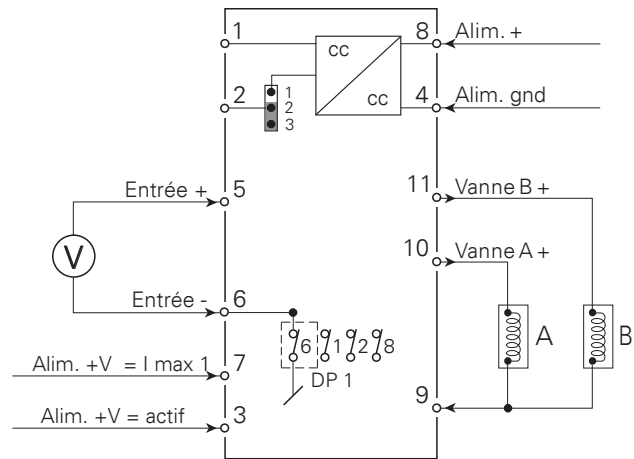 1
cc
cc
8
Alim. +
2
1
2
3
4
Alim. gnd
Entrée +
5
11
Vanne B +
V
10
Vanne A +
Entrée -
6
6
1
2
8
DP 1
A
B
Alim. +V = I max 1
7
9
Alim. +V = actif
3